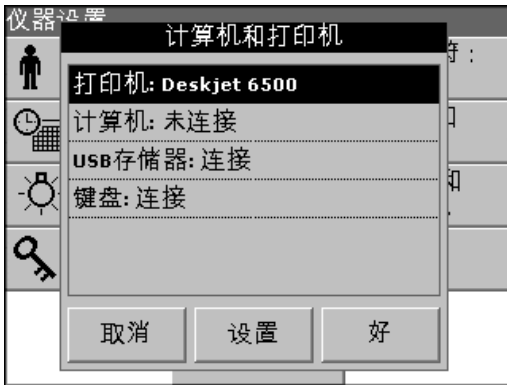 仪器设置
计算机和打印机
打印机: Deskjet 6500
计算机: 未连接
USB存储器: 连接
键盘: 连接
取消
设置
好